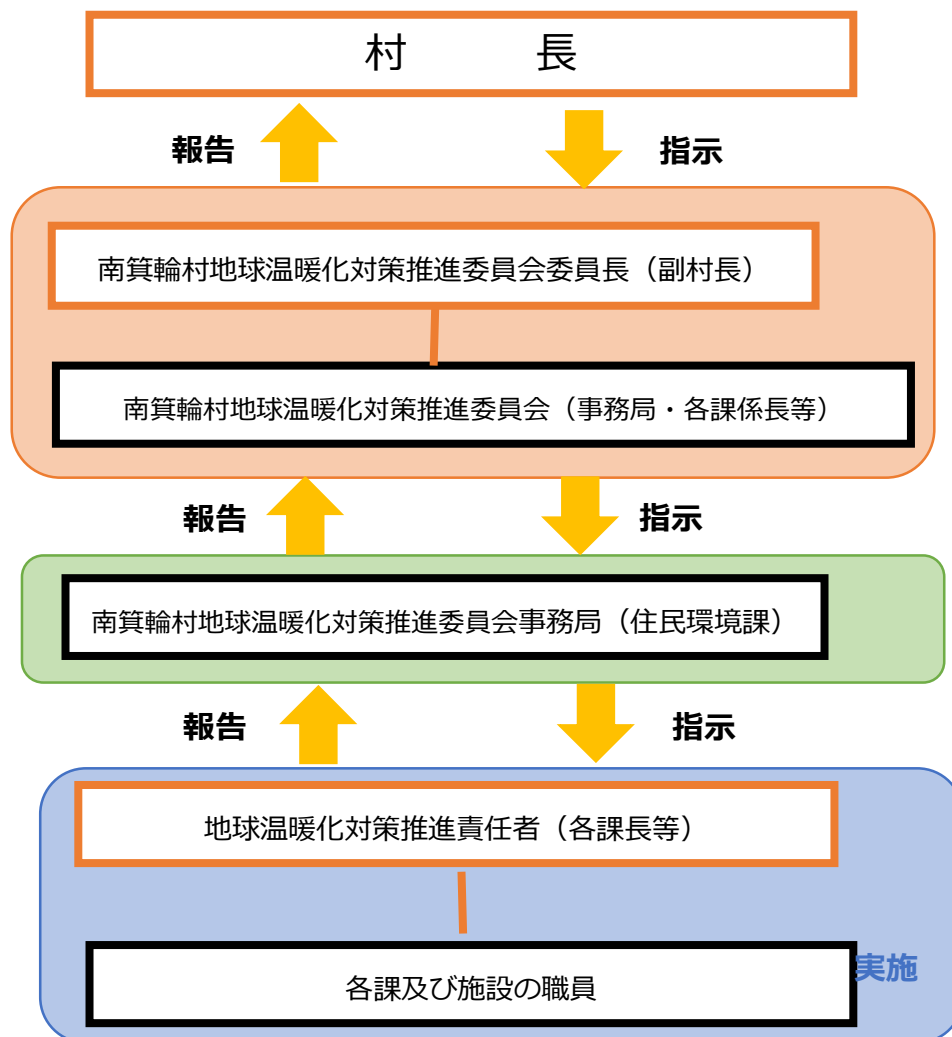 村　　　長
報告
指示
南箕輪村地球温暖化対策推進委員会委員長（副村長）
南箕輪村地球温暖化対策推進委員会（事務局・各課係長等）
報告
指示
南箕輪村地球温暖化対策推進委員会事務局（住民環境課）
報告
指示
地球温暖化対策推進責任者（各課長等）
実施
各課及び施設の職員